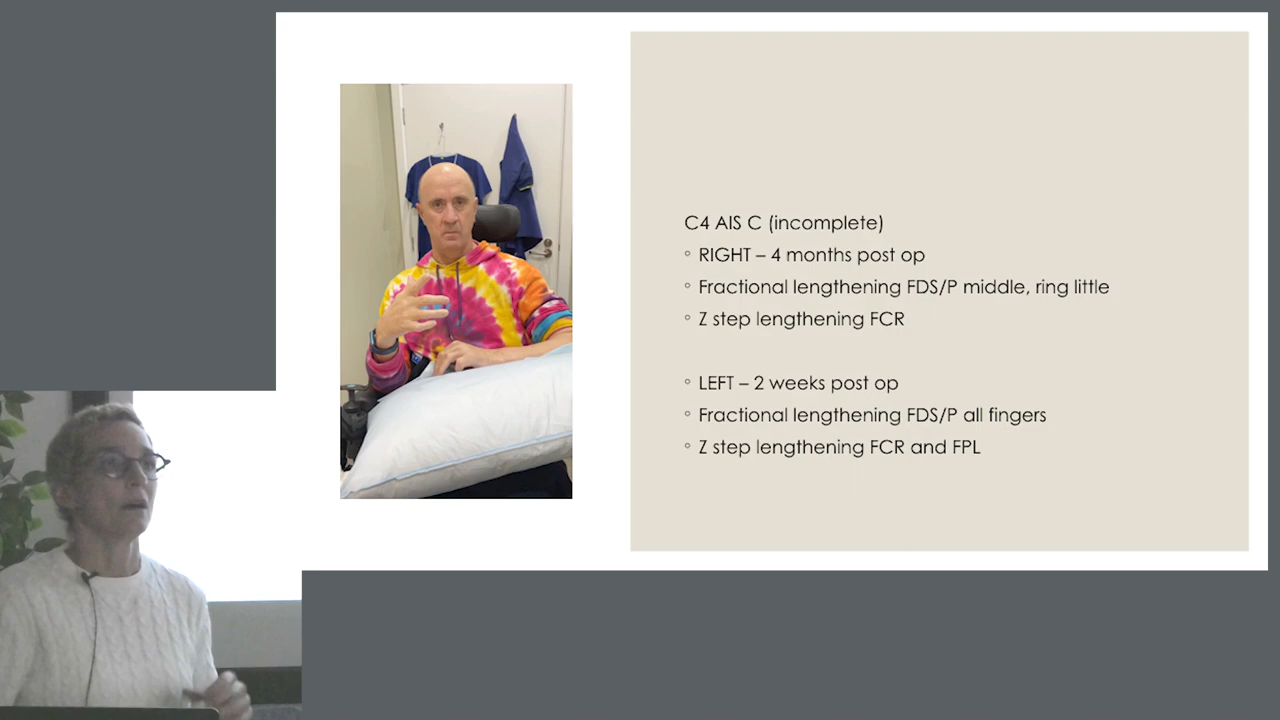 C4 AIS C (incomplete)
◦ RIGHT – 4 months post op
◦ Fractional lengthening FDS/P middle, ring little
◦ Z step lengthening FCR
◦ LEFT – 2 weeks post op
◦ Fractional lengthening FDS/P all fingers
◦ Z step lengthening FCR and FPL